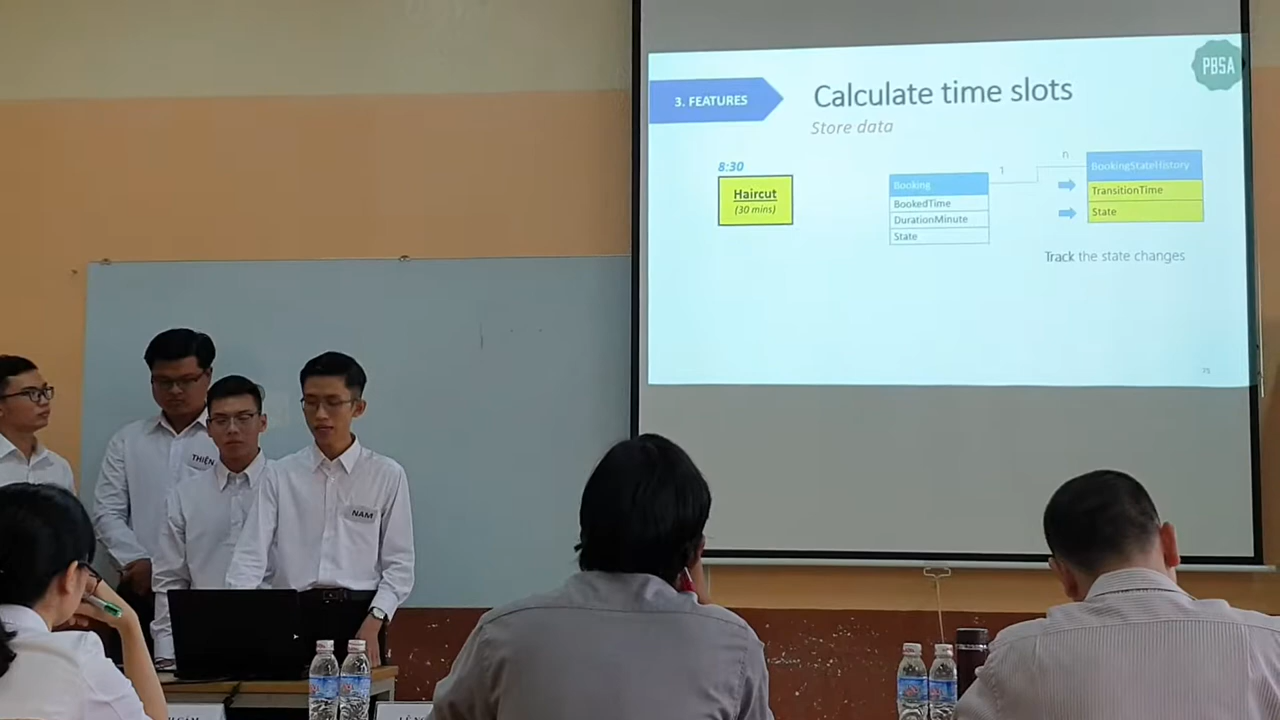 PBSA
3. FEATURES
Calculate time slots
Store data
8:30
Haircut
(30 mins)
1
n
Booking
BookedTime
DurationMinute
State
BookingStateHistory
TransitionTime
State
Track the state changes
THIỆN
NAM